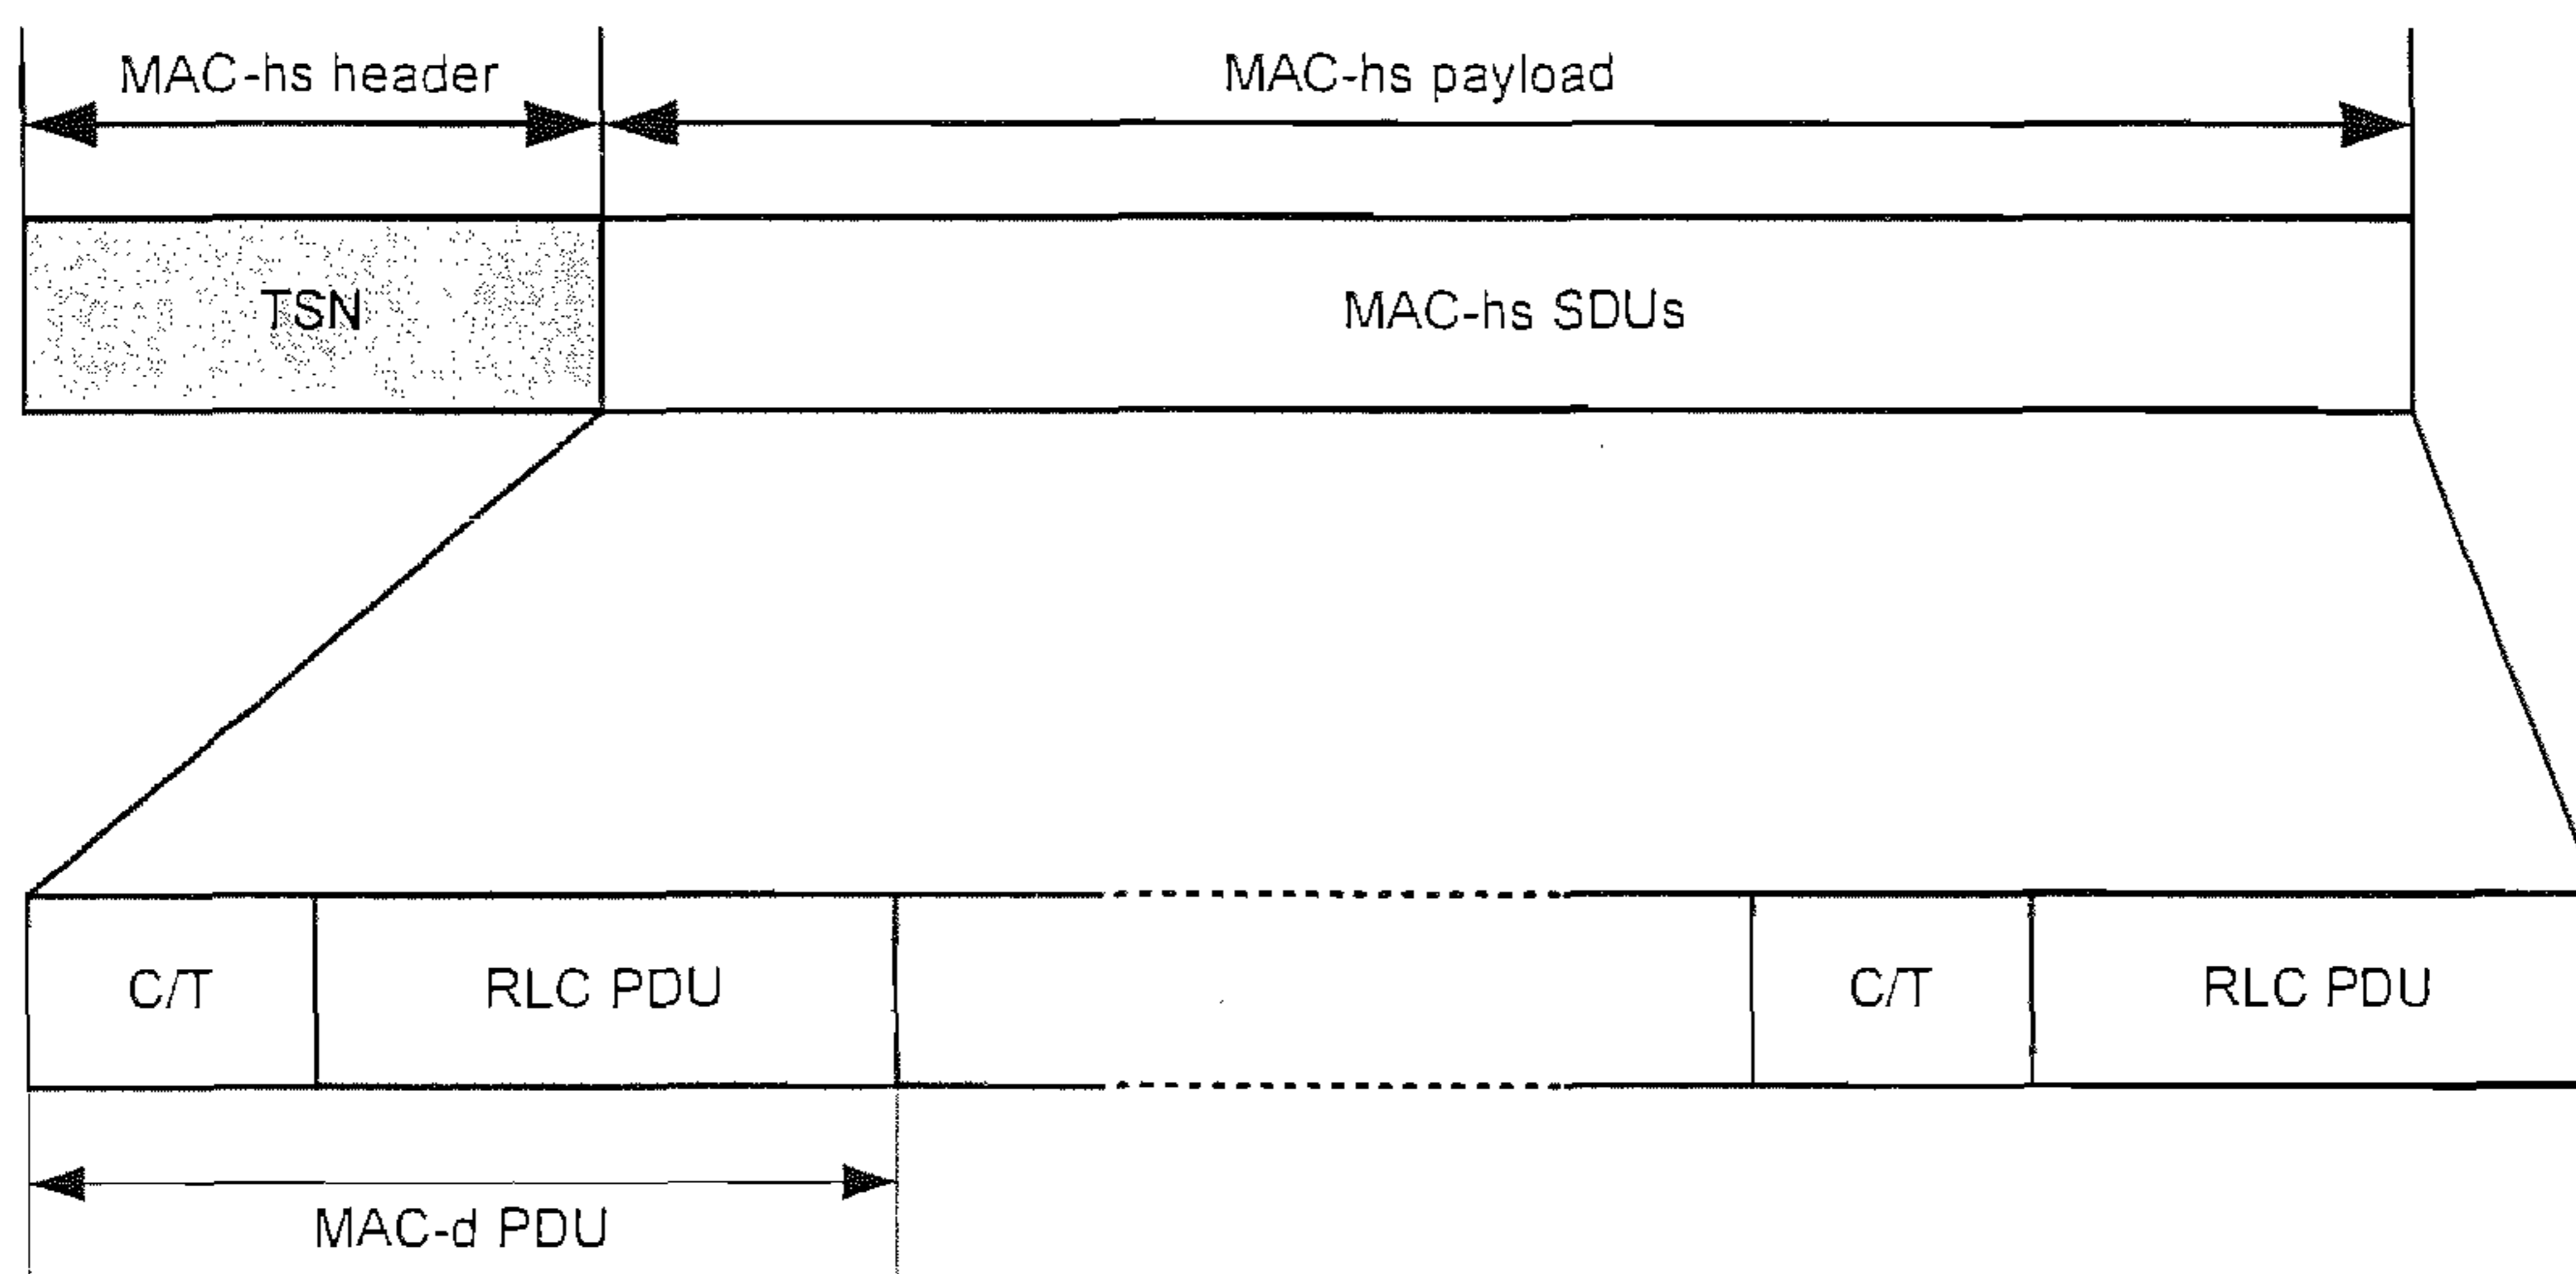 MAC-hs header
MAC-hs payload
TSN
MAC-hs SDUs
C/T
RLC PDU
C/T
RLC PDU
MAC-d PDU